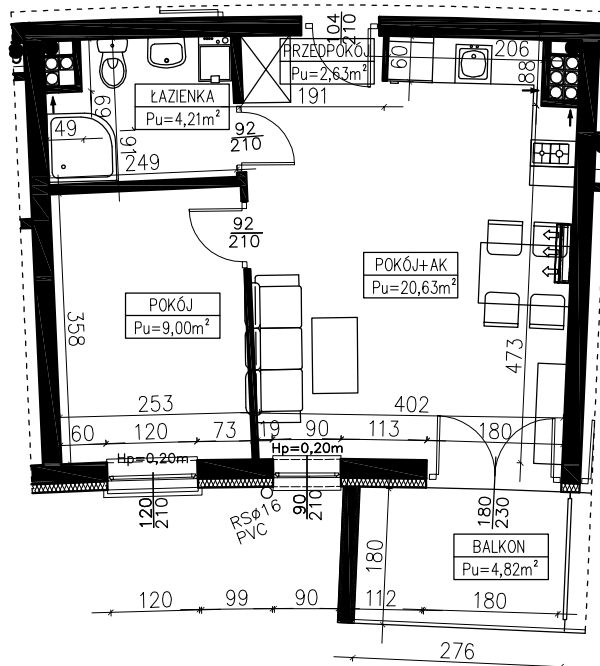 104
210
PRZEDPOKÓJ
Pu=2,63m²
60
206
88
191
ŁAZIENKA
Pu=4,21m²
69
49
91
249
92
210
92
210
POKÓJ+AK
Pu=20,63m²
POKÓJ
Pu=9,00m²
358
473
253
402
60
120
73
19
90
113
180
Hp=0,20m
Hp=0,20m
120
210
RSø16
PVC
90
210
180
230
BALKON
Pu=4,82m²
180
120
99
90
112
180
276